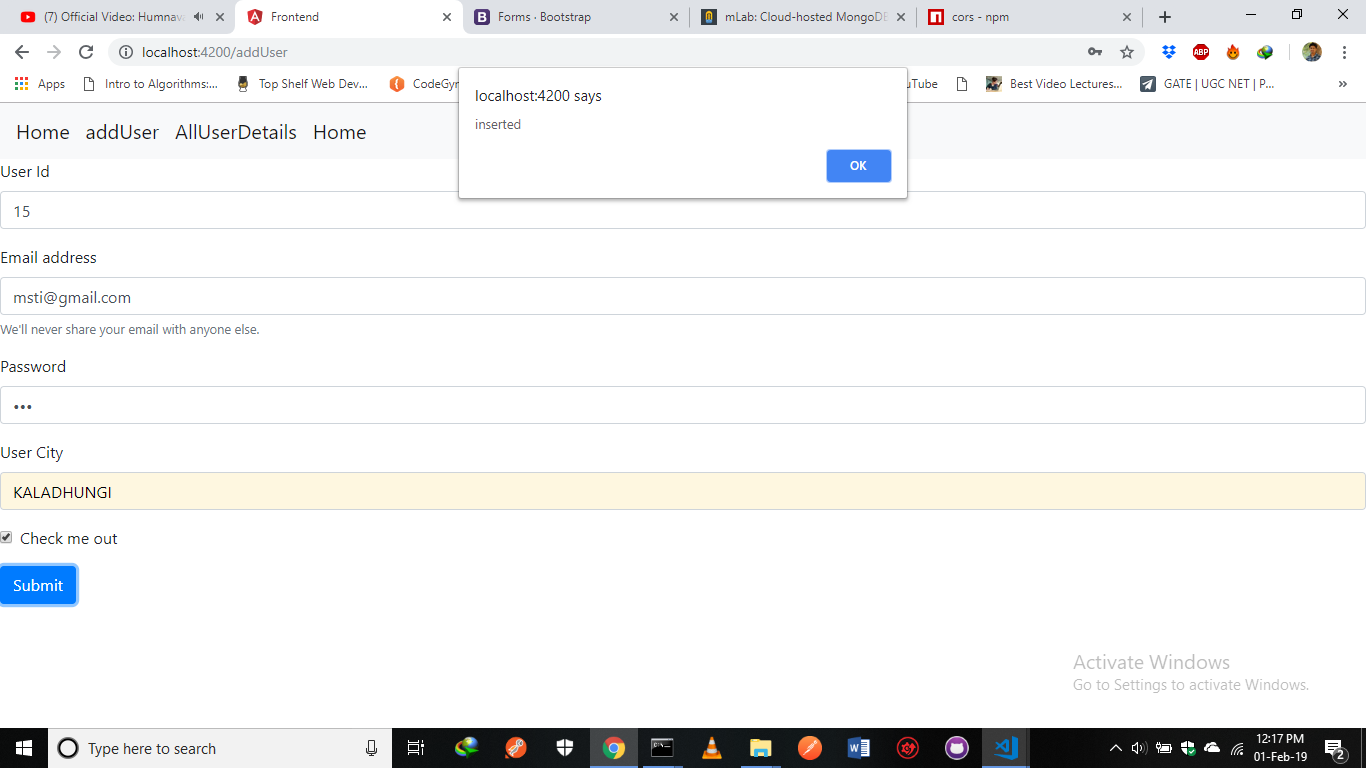 (7) Official Video: Humnava
Frontend
Forms · Bootstrap
mLab: Cloud-hosted MongoDB
cors - npm
localhost:4200/addUser
ABP
Apps
Intro to Algorithms:...
Top Shelf Web Dev...
CodeGy
uTube
Best Video Lectures...
GATE | UGC NET | P...
»
localhost:4200 says
inserted
OK
Home addUser AllUserDetails Home
User Id
15
Email address
msti@gmail.com
We'll never share your email with anyone else.
Password
•••
User City
KALADHUNGI
Check me out
Submit
Activate Windows
Go to Settings to activate Windows.
Type here to search
12:17 PM
01-Feb-19
2